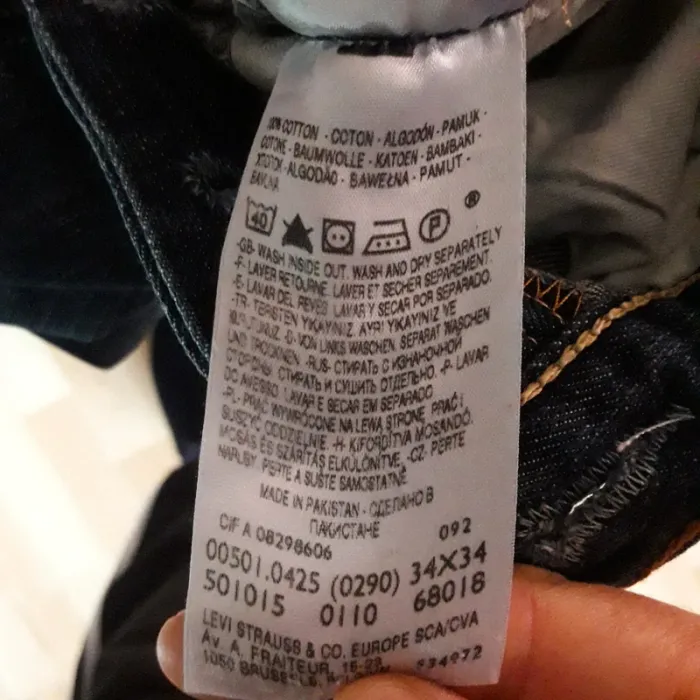 100% COTTON - COTON - ALGODÓN - PAMUK -
COTONE - BAUMWOLLE - KATOEN - BAMBAKI -
ALGODÃO - BAWEŁNA - PAMUT -
BAVLNA
40 P ®
-GB- WASH INSIDE OUT. WASH AND DRY SEPARATELY
-F- LAVER RETOURNE. LAVER ET SECHER SEPAREMENT.
-E- LAVAR DEL REVES. LAVAR Y SECAR POR SEPARADO.
-TR- TERSTEN YIKAYINIZ. AYRI YIKAYINIZ VE
-D- VON LINKS WASCHEN. SEPARAT WASCHEN
UND TROCKNEN. -RUS- СТИРАТЬ С ИЗНАНОЧНОЙ
СТОРОНЫ. СТИРАТЬ И СУШИТЬ ОТДЕЛЬНО. -P- LAVAR
DO AVESSO. LAVAR E SECAR EM SEPARADO
-PL- PRAĆ WYWRÓCONE NA LEWĄ STRONĘ. PRAĆ I
SUSZYĆ ODDZIELNIE. -H- KIFORDÍTVA MOSANDÓ.
MOSÁS ÉS SZÁRÍTÁS ELKÜLÖNÍTVE. -CZ- PERTE
NARUBY. PERTE A SUŠTE SAMOSTATNĚ
MADE IN PAKISTAN - СДЕЛАНО В
ПАКИСТАНЕ
CIF A 08298606 092
00501.0425 (0290) 34X34
501015 0110 68018
LEVI STRAUSS & CO. EUROPE SCA/CVA
Av. A. FRAITEUR, 15-23
1050 BRUSSELS 534972